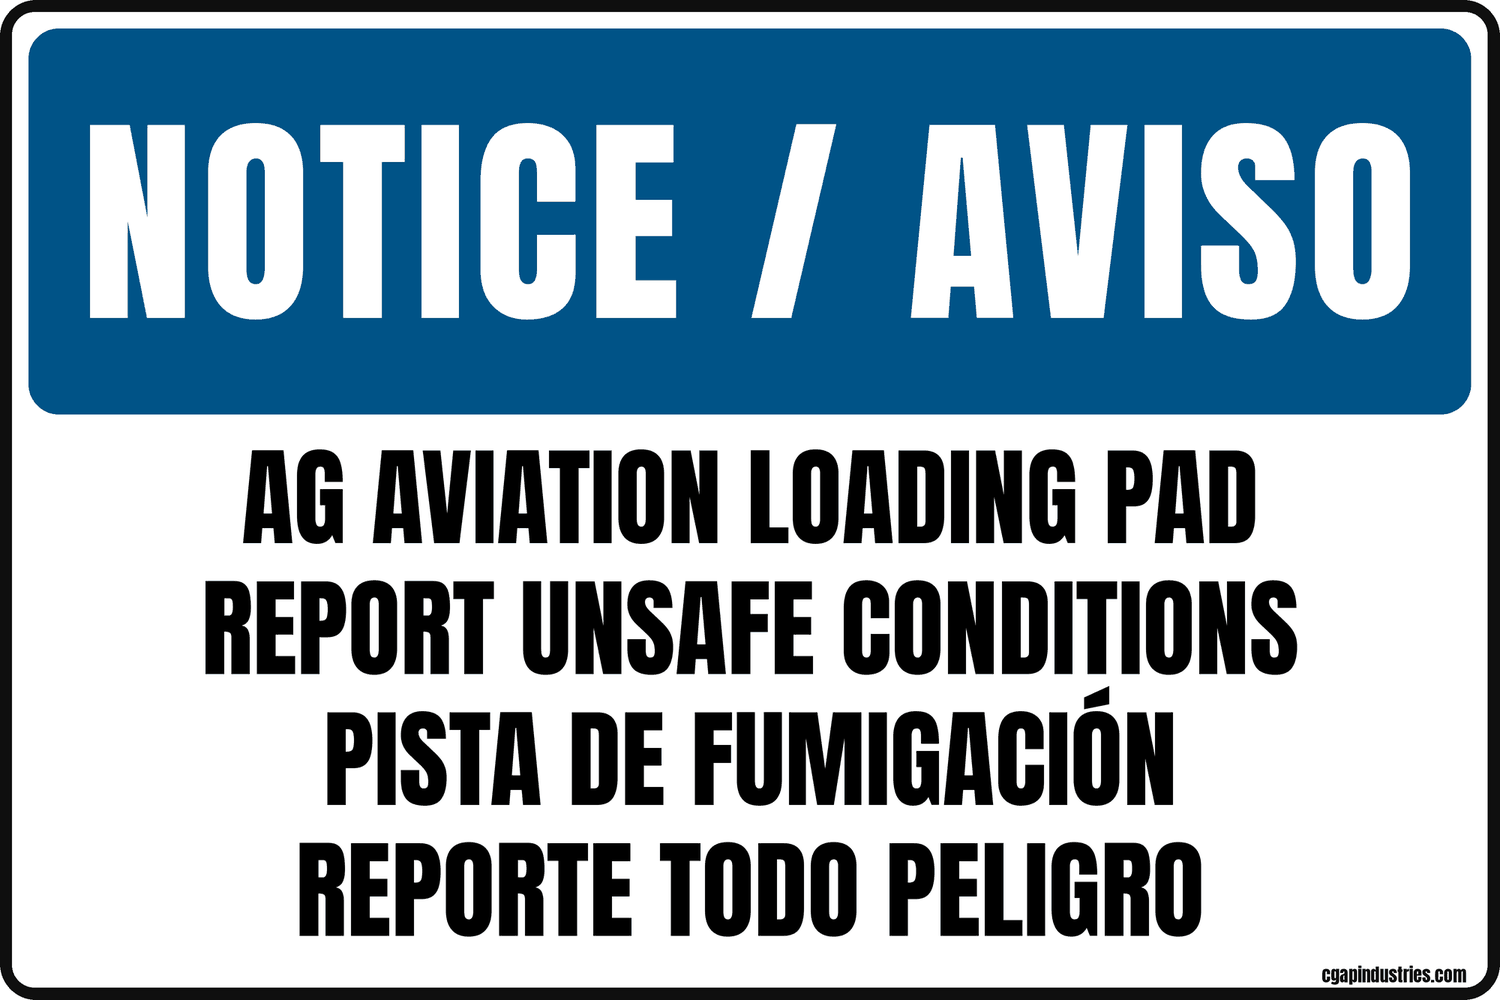 NOTICE / AVISO
AG AVIATION LOADING PAD
REPORT UNSAFE CONDITIONS
PISTA DE FUMIGACIÓN
REPORTE TODO PELIGRO
cgapindustries.com